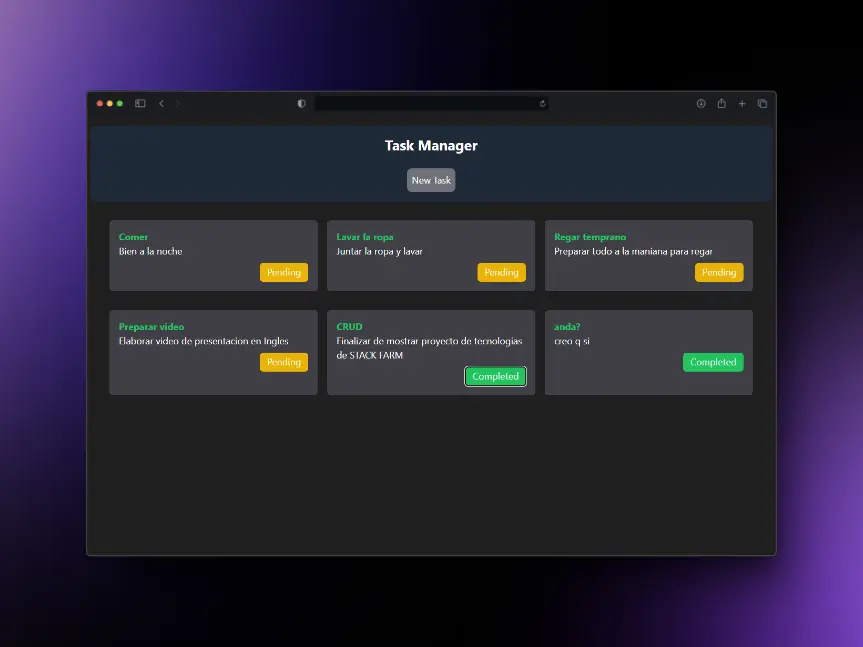 Task Manager
New Task
Comer
Bien a la noche
Pending
Lavar la ropa
Juntar la ropa y lavar
Pending
Regar temprano
Preparar todo a la maniana para regar
Pending
Preparar video
Elaborar video de presentacion en Ingles
Pending
CRUD
Finalizar de mostrar proyecto de tecnologias
de STACK FARM
Completed
anda?
creo q si
Completed